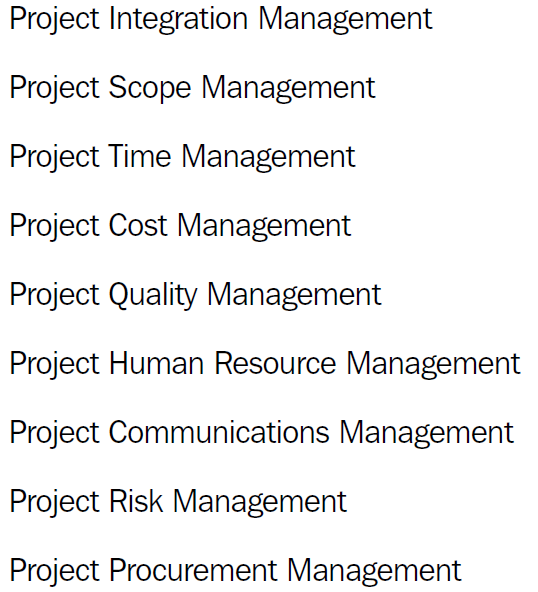 Project Integration Management
Project Scope Management
Project Time Management
Project Cost Management
Project Quality Management
Project Human Resource Management
Project Communications Management
Project Risk Management
Project Procurement Management